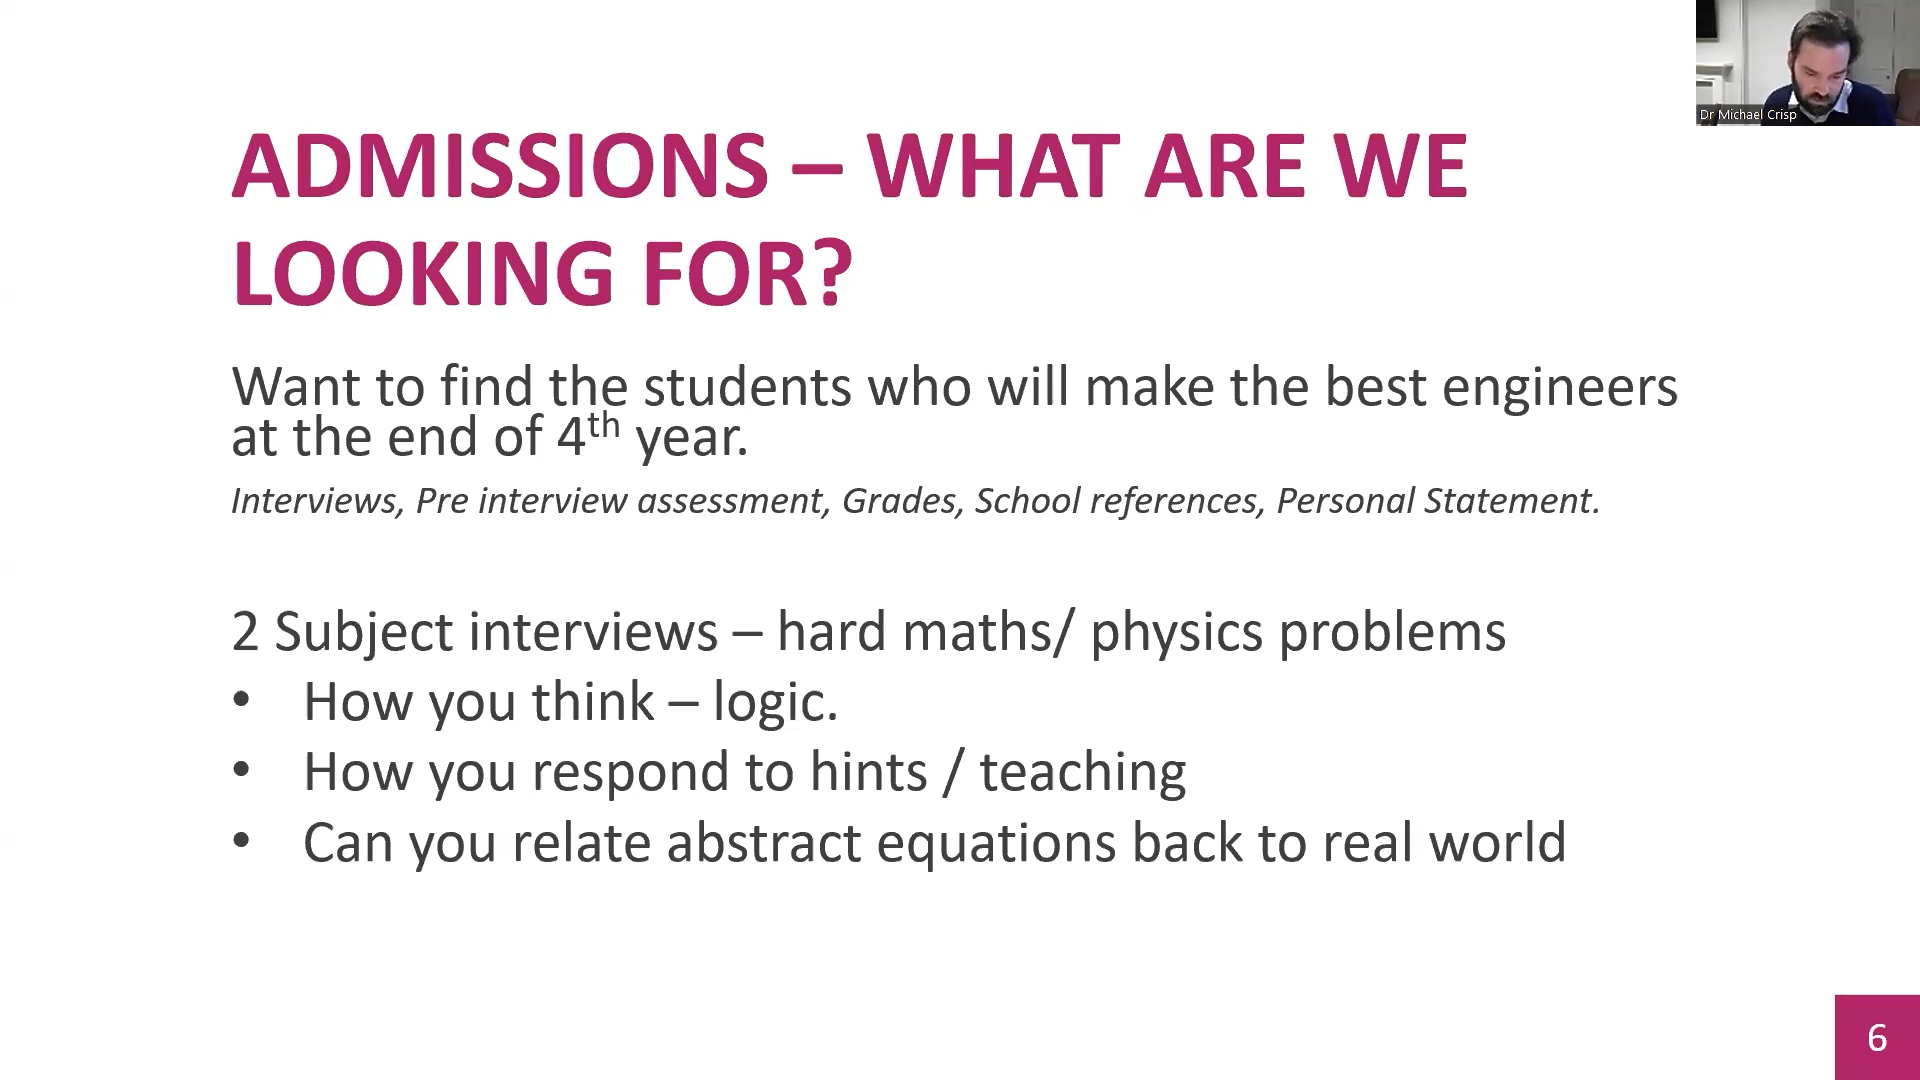 Dr Michael Crisp
ADMISSIONS – WHAT ARE WE
LOOKING FOR?
Want to find the students who will make the best engineers
at the end of 4th year.
Interviews, Pre interview assessment, Grades, School references, Personal Statement.
2 Subject interviews – hard maths/ physics problems
• How you think – logic.
• How you respond to hints / teaching
• Can you relate abstract equations back to real world
6